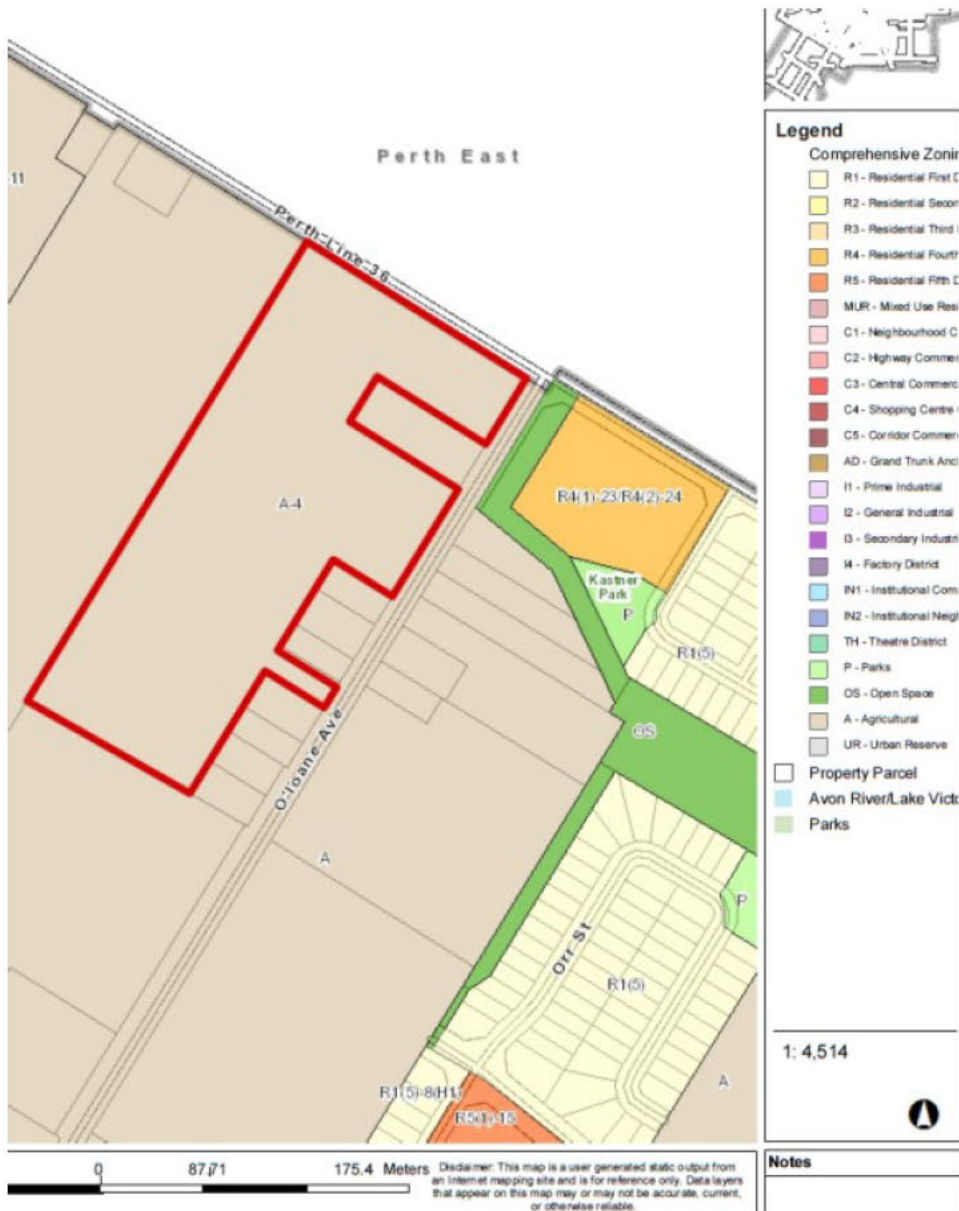 Perth East
-11
Perth Line 36
A-4
R4(1)-23/R4(2)-24
Kastner
Park
P
R1(5)
OS
O'loane Ave
A
P
Orr St
R1(5)
R1(5)-8(H1)
R5(1)-15
A
Legend
Comprehensive Zonin
R1 - Residential First D
R2 - Residential Secon
R3 - Residential Third
R4 - Residential Fourth
R5 - Residential Fifth D
MUR - Mixed Use Resi
C1 - Neighbourhood C
C2 - Highway Commer
C3 - Central Commerc
C4 - Shopping Centre
C5 - Corridor Commer
AD - Grand Trunk Anci
I1 - Prime Industrial
I2 - General Industrial
I3 - Secondary Industri
I4 - Factory District
IN1 - Institutional Com
IN2 - Institutional Neigh
TH - Theatre District
P - Parks
OS - Open Space
A - Agricultural
UR - Urban Reserve
Property Parcel
Avon River/Lake Victo
Parks
1: 4,514
0 87.71 175.4 Meters
Disclaimer: This map is a user generated static output from
an Internet mapping site and is for reference only. Data layers
that appear on this map may or may not be accurate, current,
or otherwise reliable.
Notes